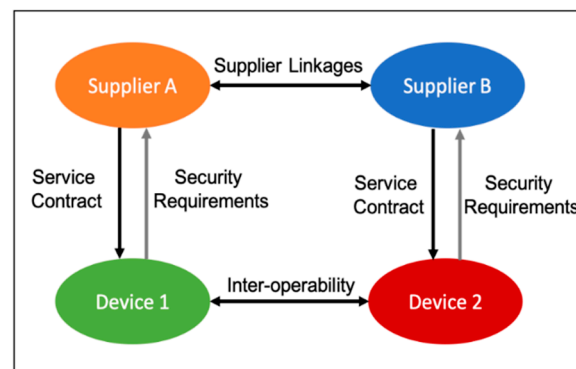 Supplier Linkages
Supplier A
Supplier B
Service
Contract
Security
Requirements
Service
Contract
Security
Requirements
Inter-operability
Device 1
Device 2